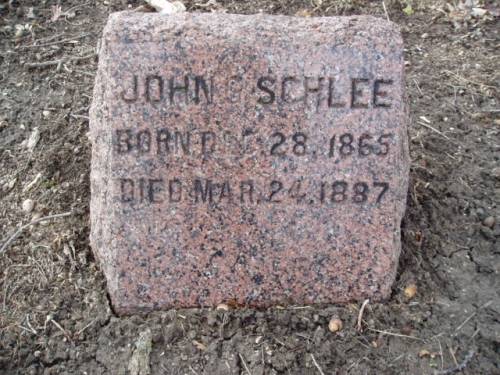 JOHN SCHLEE
BORN DEC 28. 1865
DIED MAR. 24. 1887